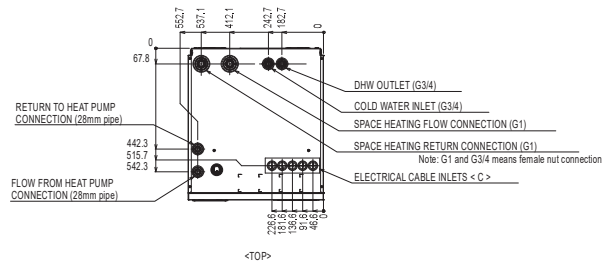 552.7
537.1
412.1
242.7
182.7
0
0
67.8
442.3
515.7
542.3
DHW OUTLET (G3/4)
COLD WATER INLET (G3/4)
SPACE HEATING FLOW CONNECTION (G1)
SPACE HEATING RETURN CONNECTION (G1)
Note: G1 and G3/4 means female nut connection
ELECTRICAL CABLE INLETS < C >
RETURN TO HEAT PUMP
CONNECTION (28mm pipe)
FLOW FROM HEAT PUMP
CONNECTION (28mm pipe)
226.6
181.6
136.6
91.6
46.6
0
<TOP>